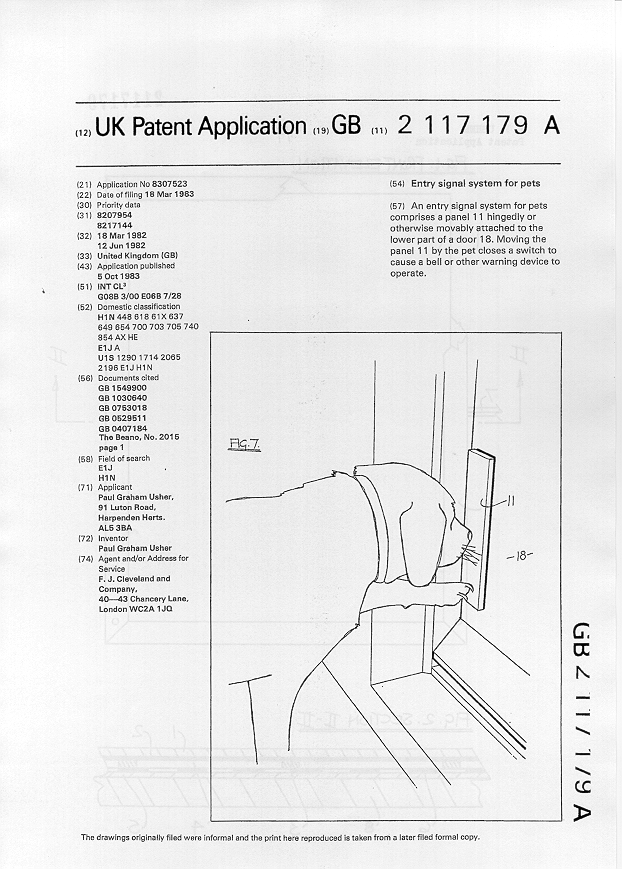 (12) UK Patent Application (19) GB (11) 2 117 179 A
(21) Application No 8307523
(22) Date of filing 18 Mar 1983
(30) Priority data
(31) 8207954
8217144
(32) 18 Mar 1982
12 Jun 1982
(33) United Kingdom (GB)
(43) Application published
5 Oct 1983
(51) INT CL³
G08B 3/00 E06B 7/28
(52) Domestic classification
H1N 448 618 61X 637
649 654 700 703 705 740
854 AX HE
E1J A
U1S 1290 1714 2065
2196 E1J H1N
(56) Documents cited
GB 1549900
GB 1030640
GB 0753018
GB 0529511
GB 0407184
The Beano, No. 2015
page 1
(58) Field of search
E1J
H1N
(71) Applicant
Paul Graham Usher,
91 Luton Road,
Harpenden Herts.
AL5 3BA
(72) Inventor
Paul Graham Usher
(74) Agent and/or Address for
Service
F. J. Cleveland and
Company,
40—43 Chancery Lane,
London WC2A 1JQ
(54) Entry signal system for pets
(57) An entry signal system for pets
comprises a panel 11 hingedly or
otherwise movably attached to the
lower part of a door 18. Moving the
panel 11 by the pet closes a switch to
cause a bell or other warning device to
operate.
FIG.7.
11
-18-
GB 2 117 179 A
The drawings originally filed were informal and the print here reproduced is taken from a later filed formal copy.